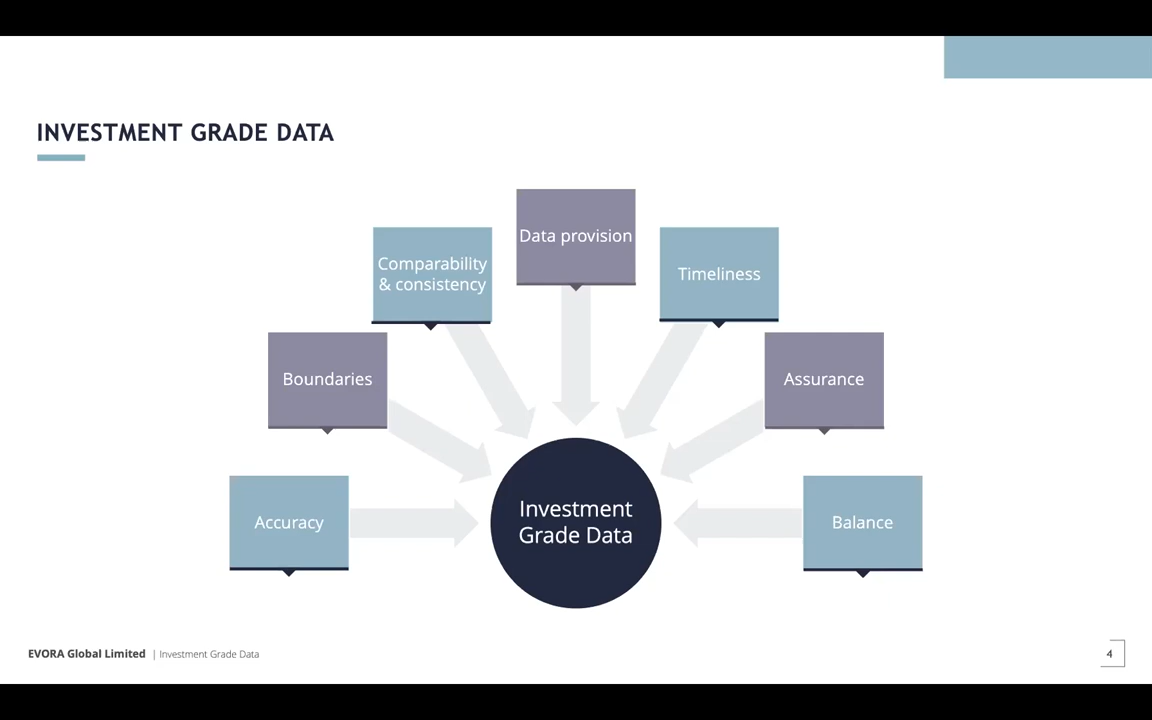 INVESTMENT GRADE DATA
Data provision
Comparability
& consistency
Timeliness
Boundaries
Assurance
Accuracy
Investment
Grade Data
Balance
EVORA Global Limited | Investment Grade Data
4